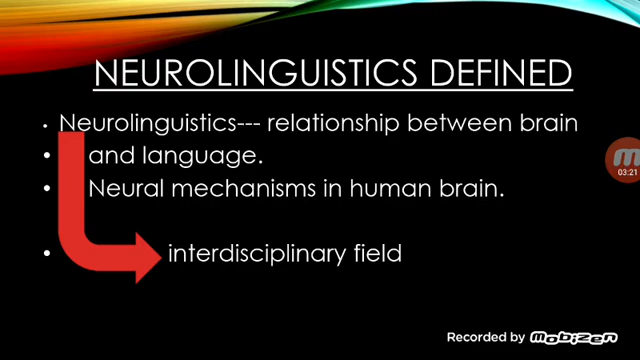 NEUROLINGUISTICS DEFINED
• Neurolinguistics--- relationship between brain
• and language.
• Neural mechanisms in human brain.
• interdisciplinary field
03:21
Recorded by mobizen